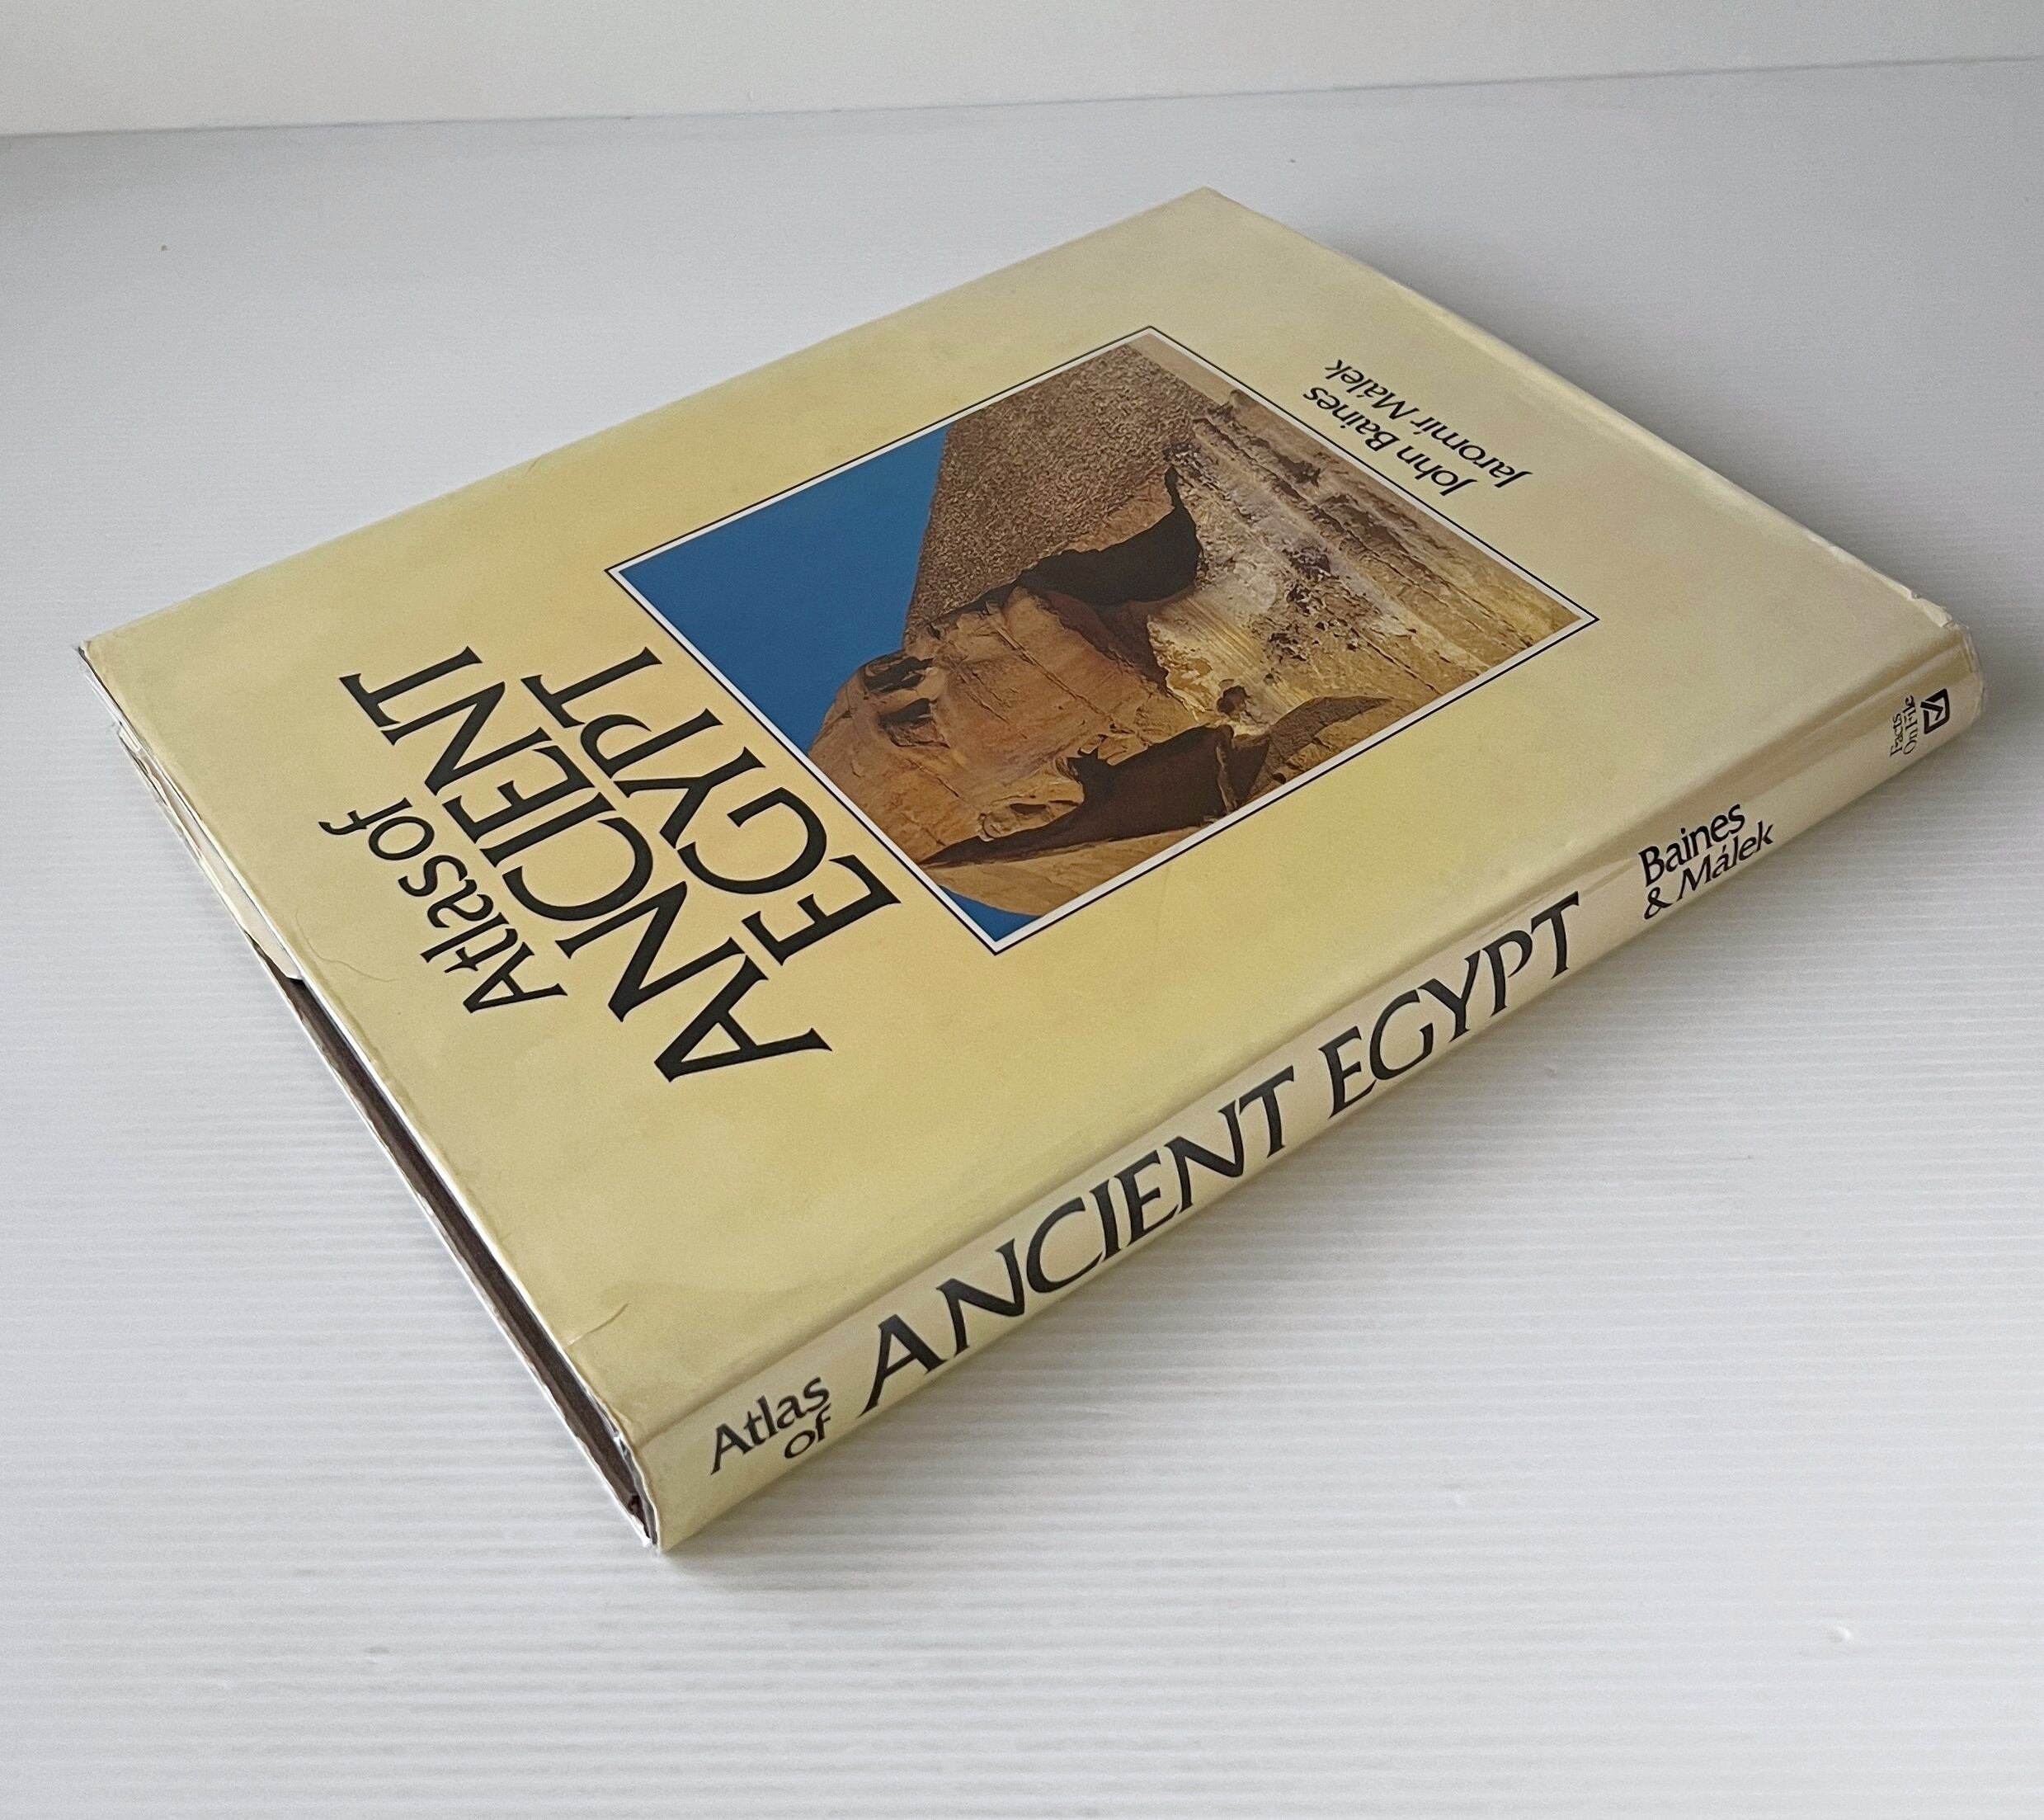 Atlas of
ANCIENT
EGYPT
John Baines
Jaromír Málek
Atlas
of
ANCIENT EGYPT
Baines
& Málek
Facts
On File